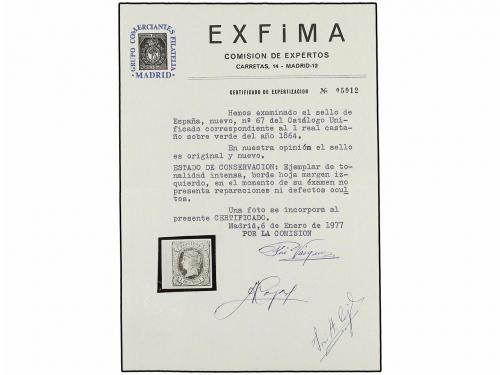 GRUPO COMERCIANTES FILATELIA
MADRID
EXFiMA
COMISION DE EXPERTOS
CARRETAS, 14 - MADRID-12
CERTIFICADO DE EXPERTIZACION Nº 05912
Hemos examinado el sello de
España, nuevo, nº 67 del Catálogo Uni-
ficado correspondiente al 1 real casta-
ño sobre verde del año 1864.
En nuestra opinión el sello
es original y nuevo.
ESTADO DE CONSERVACION: Ejemplar de to-
nalidad intensa, borde hoja margen iz-
quierdo, en el momento de su éxamen no
presenta reparaciones ni defectos ocul
tos.
Una foto se incorpora al
presente CERTIFICADO.
Madrid, 6 de Enero de 1977
POR LA COMISION